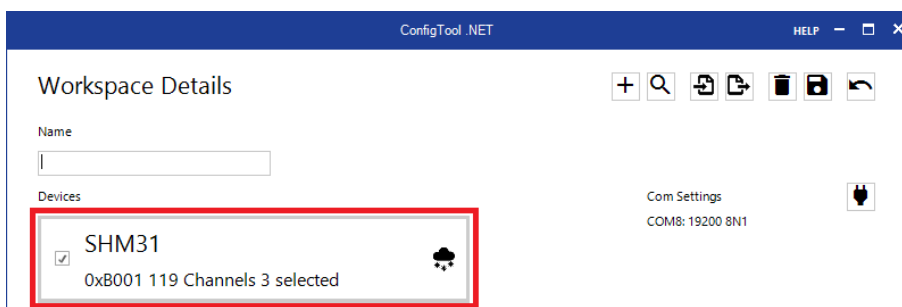 ConfigTool .NET
HELP
Workspace Details
Name
Devices
Com Settings
COM8: 19200 8N1
SHM31
0xB001 119 Channels 3 selected